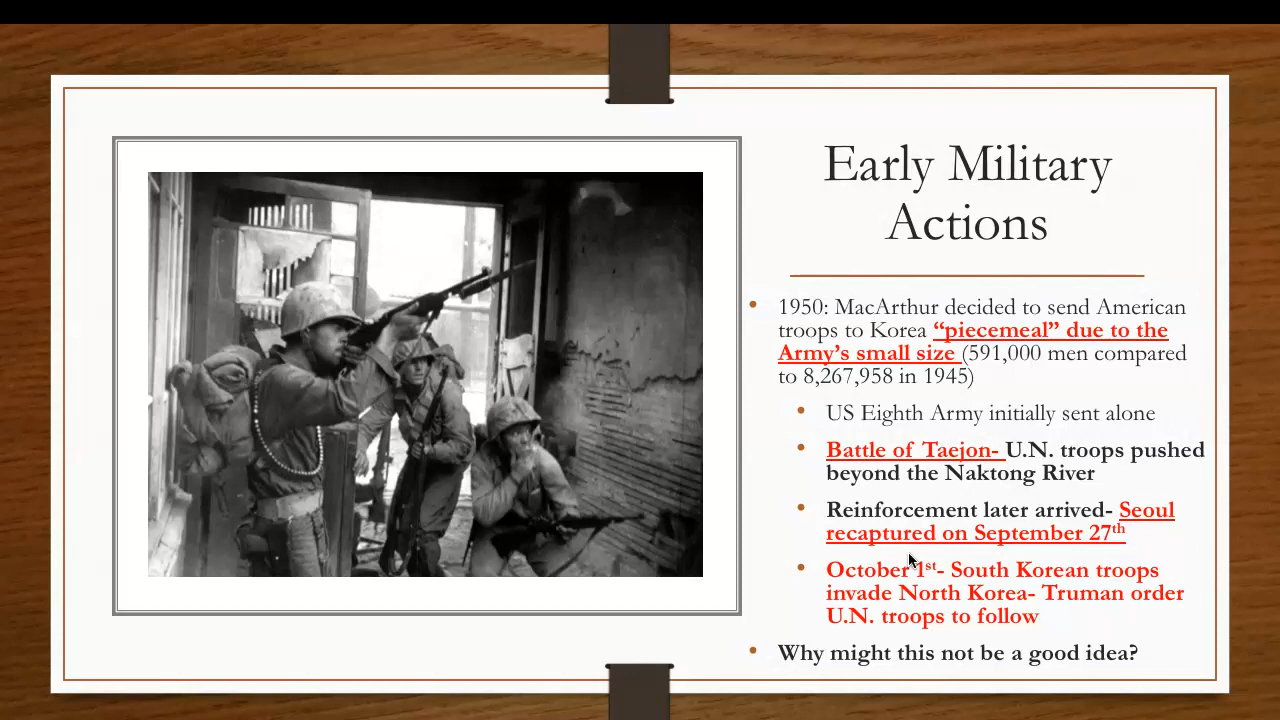 Early Military
Actions
• 1950: MacArthur decided to send American
troops to Korea “piecemeal” due to the
Army’s small size (591,000 men compared
to 8,267,958 in 1945)
• US Eighth Army initially sent alone
• Battle of Taejon- U.N. troops pushed
beyond the Naktong River
• Reinforcement later arrived- Seoul
recaptured on September 27th
• October 1st- South Korean troops
invade North Korea- Truman order
U.N. troops to follow
• Why might this not be a good idea?